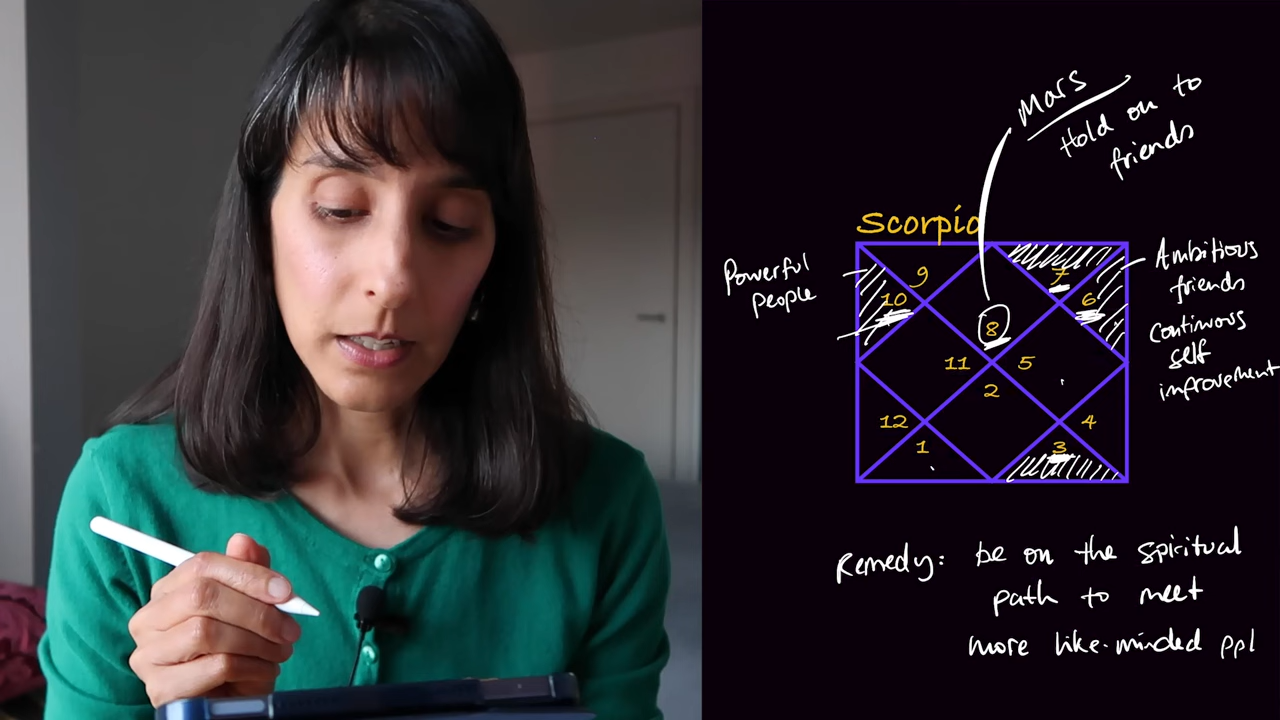 Mars
Hold on to
friends
Scorpio
Powerful
people
Ambitious
friends
continuous
self
improvement
9
7
10
6
8
11
5
2
12
4
1
3
Remedy: be on the spiritual
path to meet
more like-minded ppl